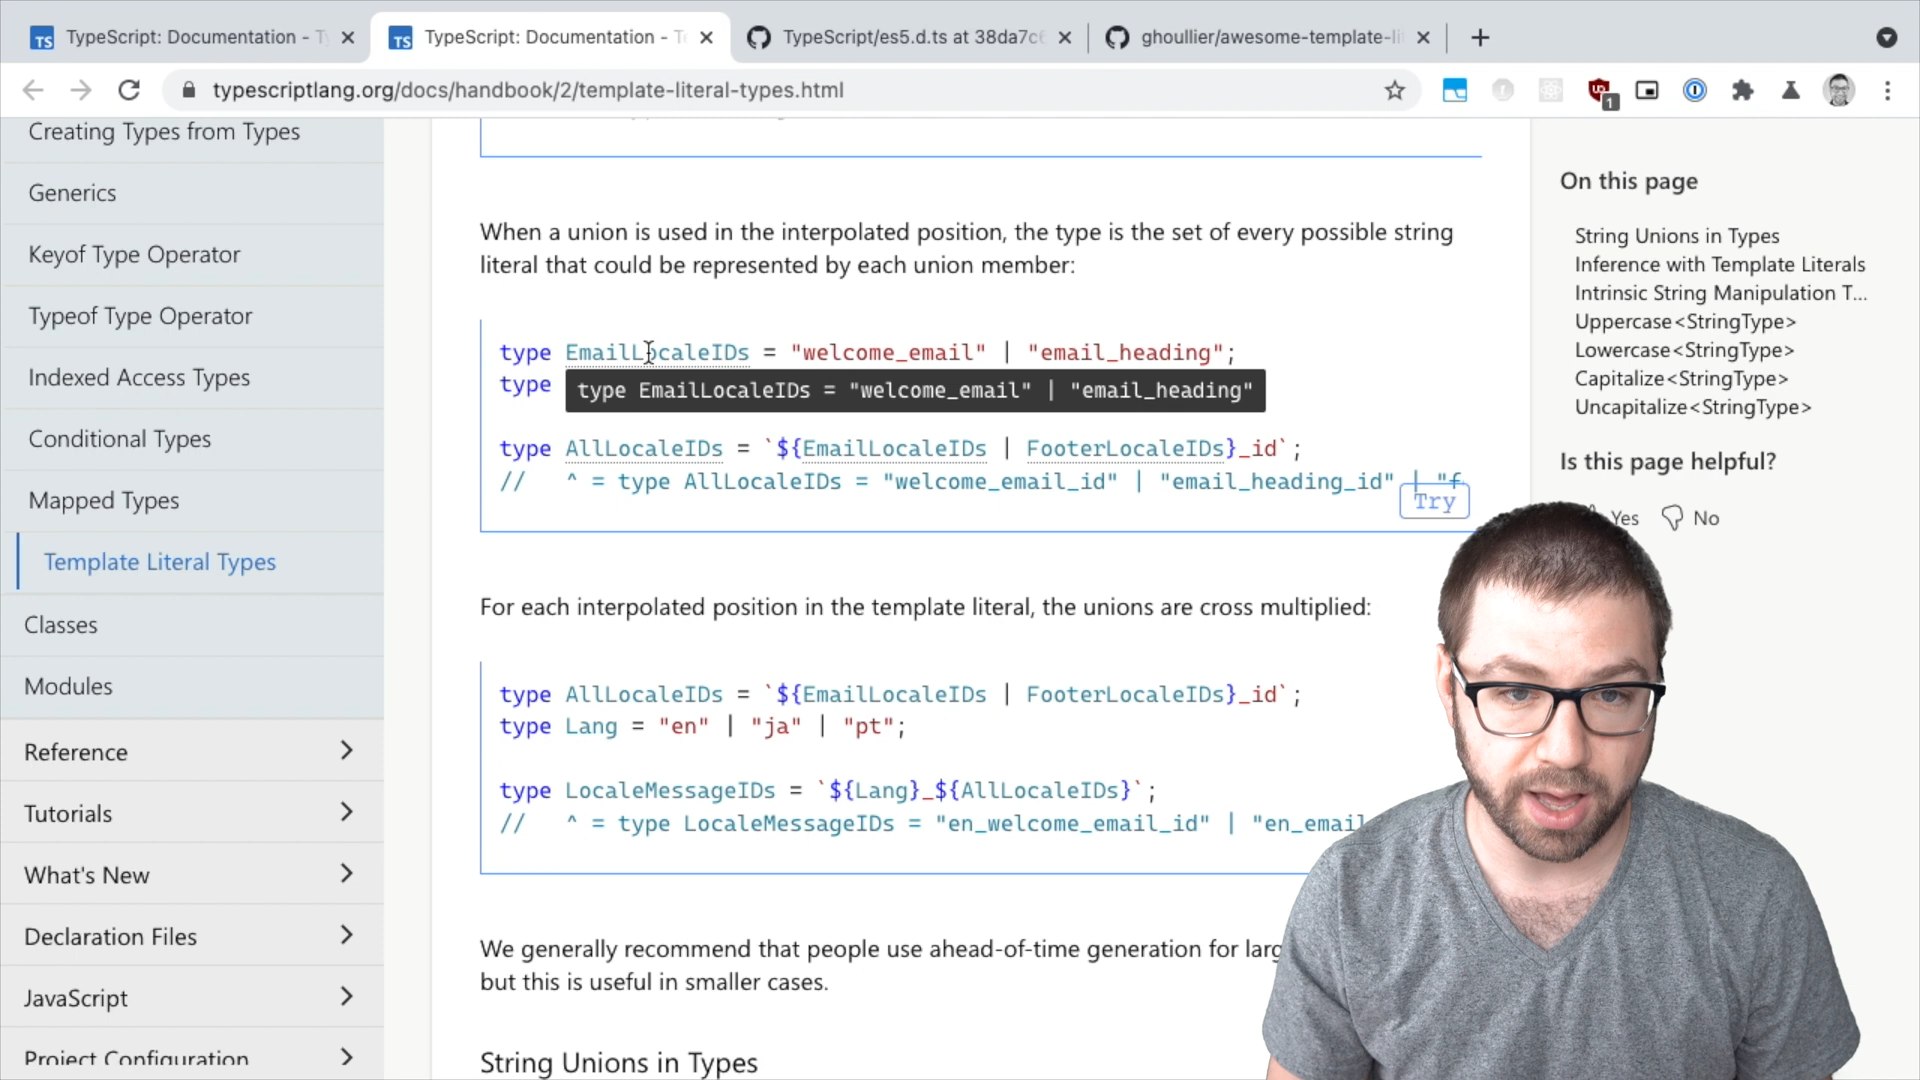 TypeScript: Documentation - T
TypeScript: Documentation - T
TypeScript/es5.d.ts at 38da7c
ghoullier/awesome-template-li
typescriptlang.org/docs/handbook/2/template-literal-types.html
1
Creating Types from Types
Generics
Keyof Type Operator
Typeof Type Operator
Indexed Access Types
Conditional Types
Mapped Types
Template Literal Types
Classes
Modules
Reference
Tutorials
What's New
Declaration Files
JavaScript
Project Configuration
When a union is used in the interpolated position, the type is the set of every possible string
literal that could be represented by each union member:
type EmailLocaleIDs = "welcome_email" | "email_heading";
type
type EmailLocaleIDs = "welcome_email" | "email_heading"
type AllLocaleIDs = `${EmailLocaleIDs | FooterLocaleIDs}_id`;
// ^ = type AllLocaleIDs = "welcome_email_id" | "email_heading_id" | "f
Try
For each interpolated position in the template literal, the unions are cross multiplied:
type AllLocaleIDs = `${EmailLocaleIDs | FooterLocaleIDs}_id`;
type Lang = "en" | "ja" | "pt";
type LocaleMessageIDs = `${Lang}_${AllLocaleIDs}`;
// ^ = type LocaleMessageIDs = "en_welcome_email_id" | "en_email
We generally recommend that people use ahead-of-time generation for larg
but this is useful in smaller cases.
String Unions in Types
On this page
String Unions in Types
Inference with Template Literals
Intrinsic String Manipulation T...
Uppercase<StringType>
Lowercase<StringType>
Capitalize<StringType>
Uncapitalize<StringType>
Is this page helpful?
Yes
No